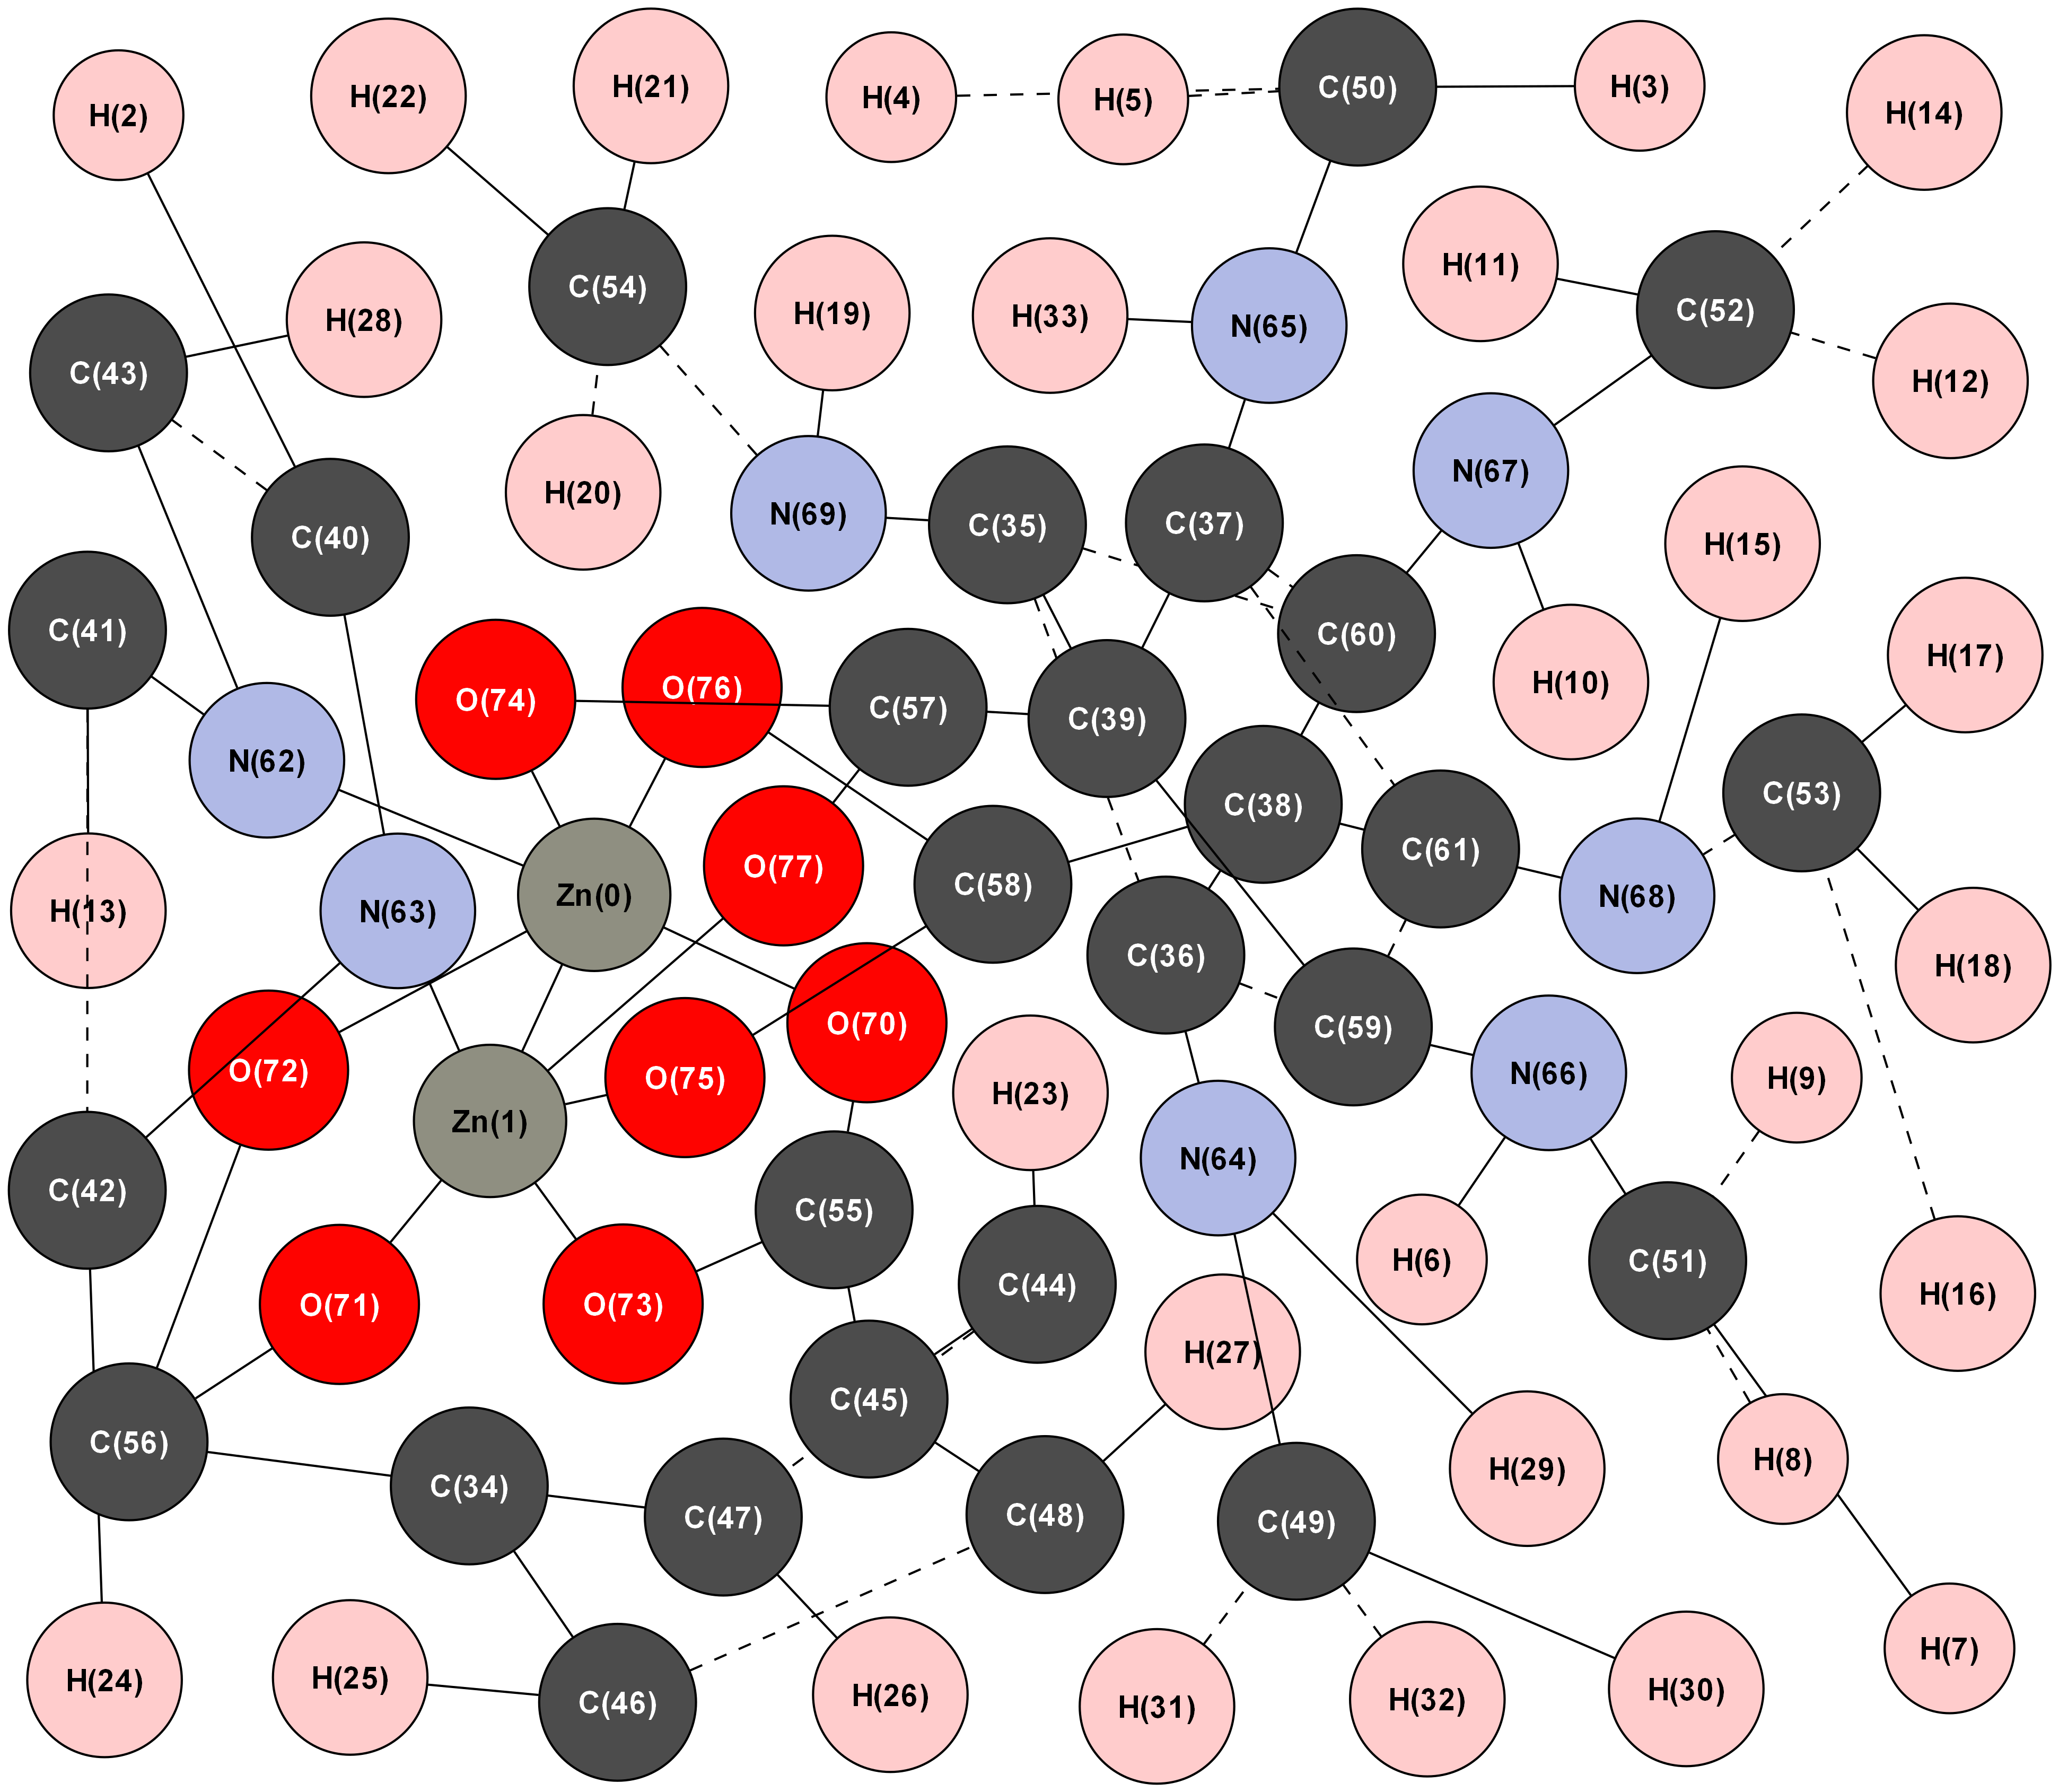 H(2)
H(22)
H(21)
H(4)
H(5)
C(50)
H(3)
H(14)
H(28)
C(54)
H(19)
H(33)
N(65)
H(11)
C(52)
C(43)
H(12)
C(40)
H(20)
N(69)
C(35)
C(37)
N(67)
H(15)
C(41)
O(74)
O(76)
C(57)
C(39)
C(60)
H(10)
H(17)
N(62)
C(38)
C(53)
H(13)
N(63)
Zn(0)
O(77)
C(58)
C(61)
N(68)
O(72)
O(70)
C(36)
C(59)
H(18)
Zn(1)
O(75)
H(23)
N(64)
N(66)
H(9)
C(42)
C(55)
C(44)
H(6)
C(51)
O(71)
O(73)
H(27)
H(16)
C(56)
C(34)
C(45)
C(47)
C(48)
C(49)
H(29)
H(8)
H(24)
H(25)
C(46)
H(26)
H(31)
H(32)
H(30)
H(7)